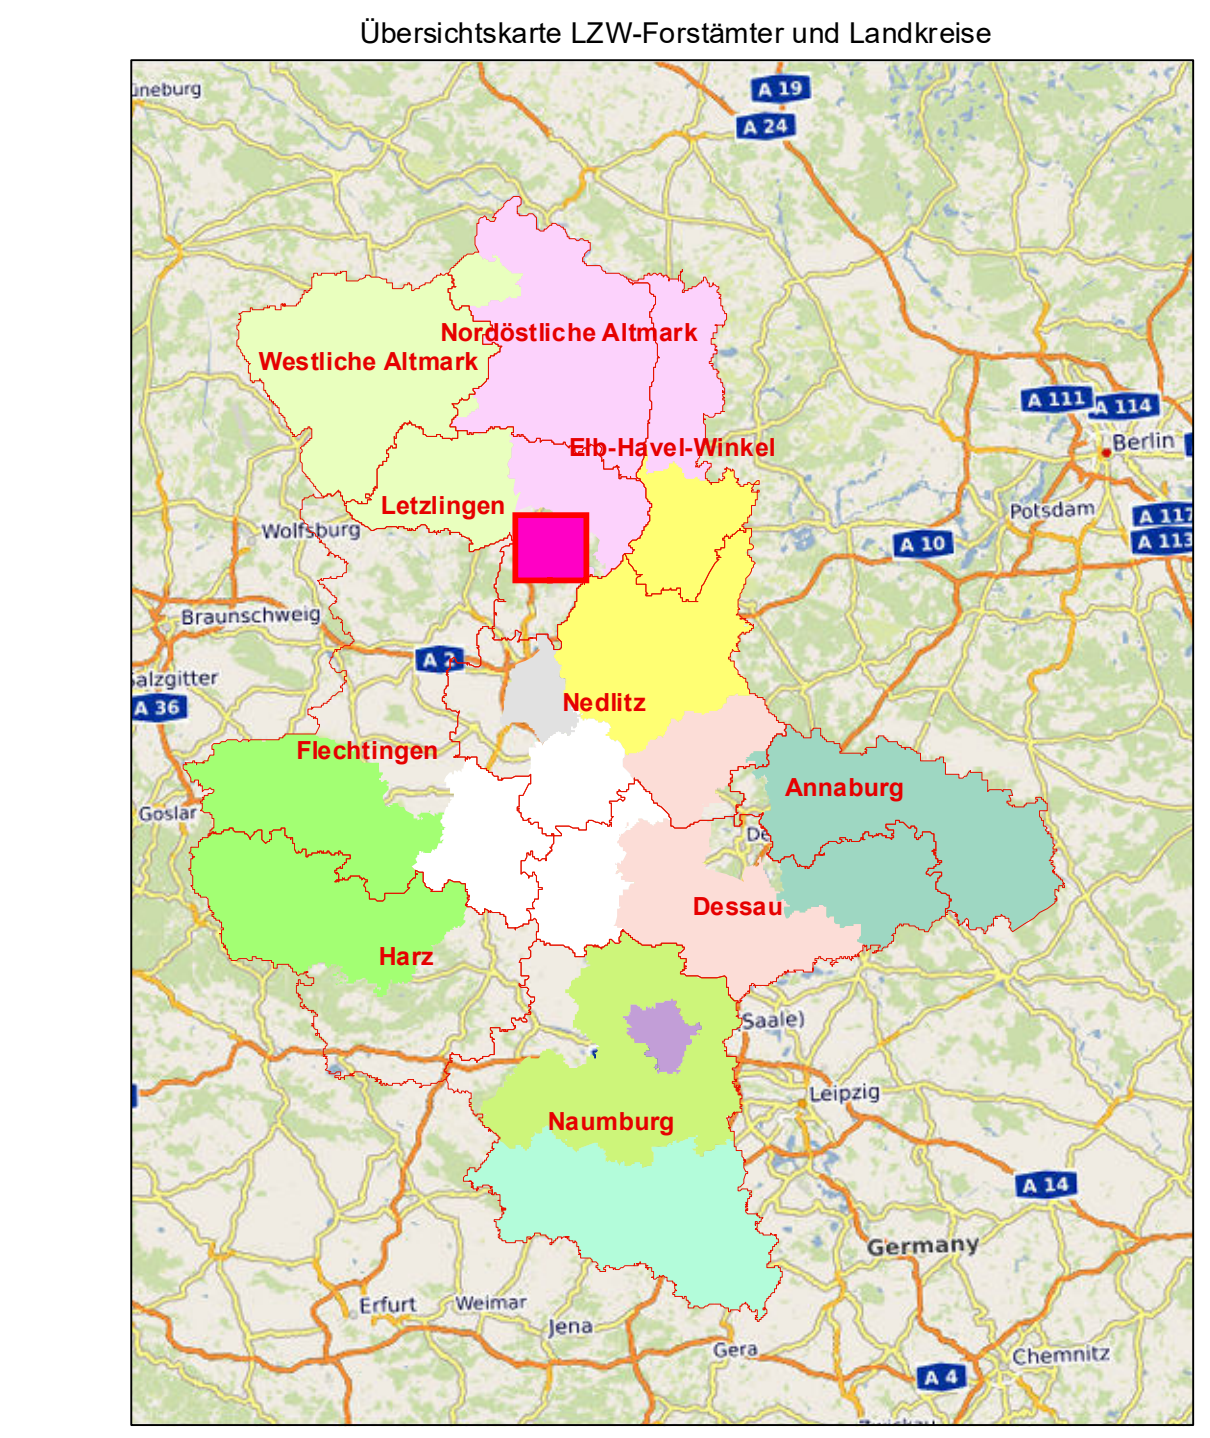 Übersichtskarte LZW-Forstämter und Landkreise
A 19
A 24
Nordöstliche Altmark
Westliche Altmark
A 111
A 114
Berlin
Elb-Havel-Winkel
Letzlingen
Potsdam
A 117
Wolfsburg
A 10
A 113
Braunschweig
A 2
Salzgitter
A 36
Nedlitz
Flechtingen
Annaburg
Goslar
De
Dessau
Harz
Saale)
Leipzig
Naumburg
A 14
Germany
Erfurt
Weimar
Jena
Gera
Chemnitz
A 4